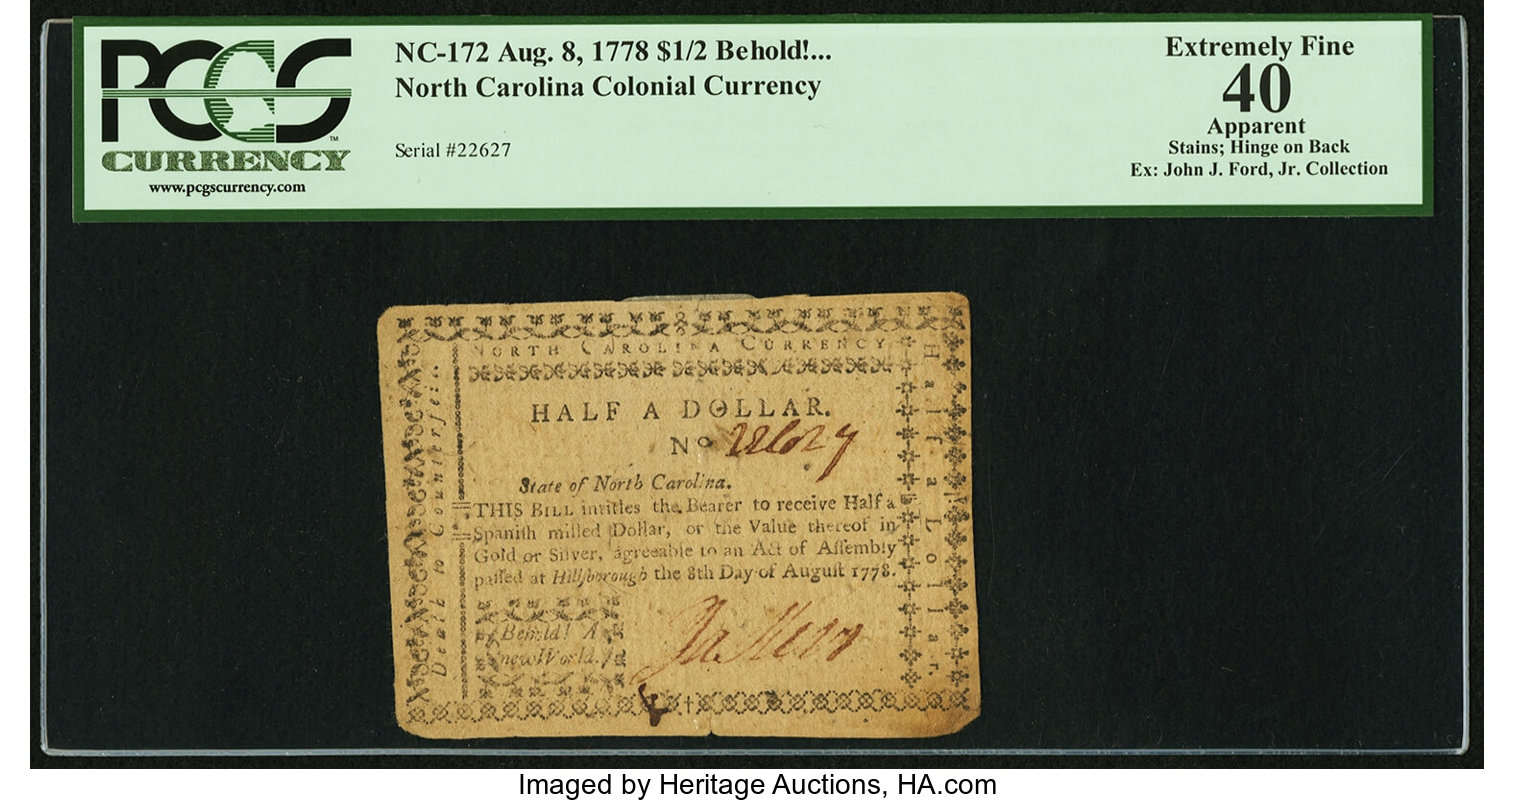 PCGS
CURRENCY
www.pcgscurrency.com
NC-172 Aug. 8, 1778 $1/2 Behold!...
North Carolina Colonial Currency
Serial #22627
Extremely Fine
40
Apparent
Stains; Hinge on Back
Ex: John J. Ford, Jr. Collection
NORTH CAROLINA CURRENCY
HALF A DOLLAR.
No 22627
State of North Carolina.
THIS BILL intitles the Bearer to receive Half a
Spaniſh milled Dollar, or the Value thereof in
Gold or Silver, agreeable to an Act of Aſſembly
paſſed at Hillſborough the 8th Day of Auguſt 1778.
Behold! A
new World.
Death to Counterfeit
Half a Dollar.
Imaged by Heritage Auctions, HA.com